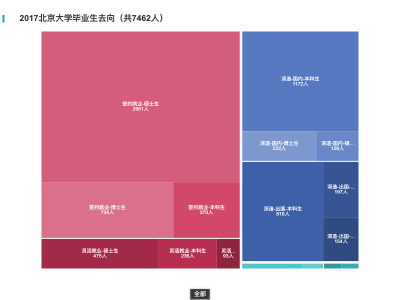 2017北京大学毕业生去向（共7462人）
签约就业-硕士生
2981人
签约就业-博士生
734人
签约就业-本科生
370人
灵活就业-硕士生
475人
灵活就业-本科生
236人
灵活...
93人
深造-国内-本科生
1172人
深造-国内-博士生
222人
深造-国内-硕...
126人
深造-出国-本科生
816人
深造-出国-...
197人
深造-出国-...
154人
全部